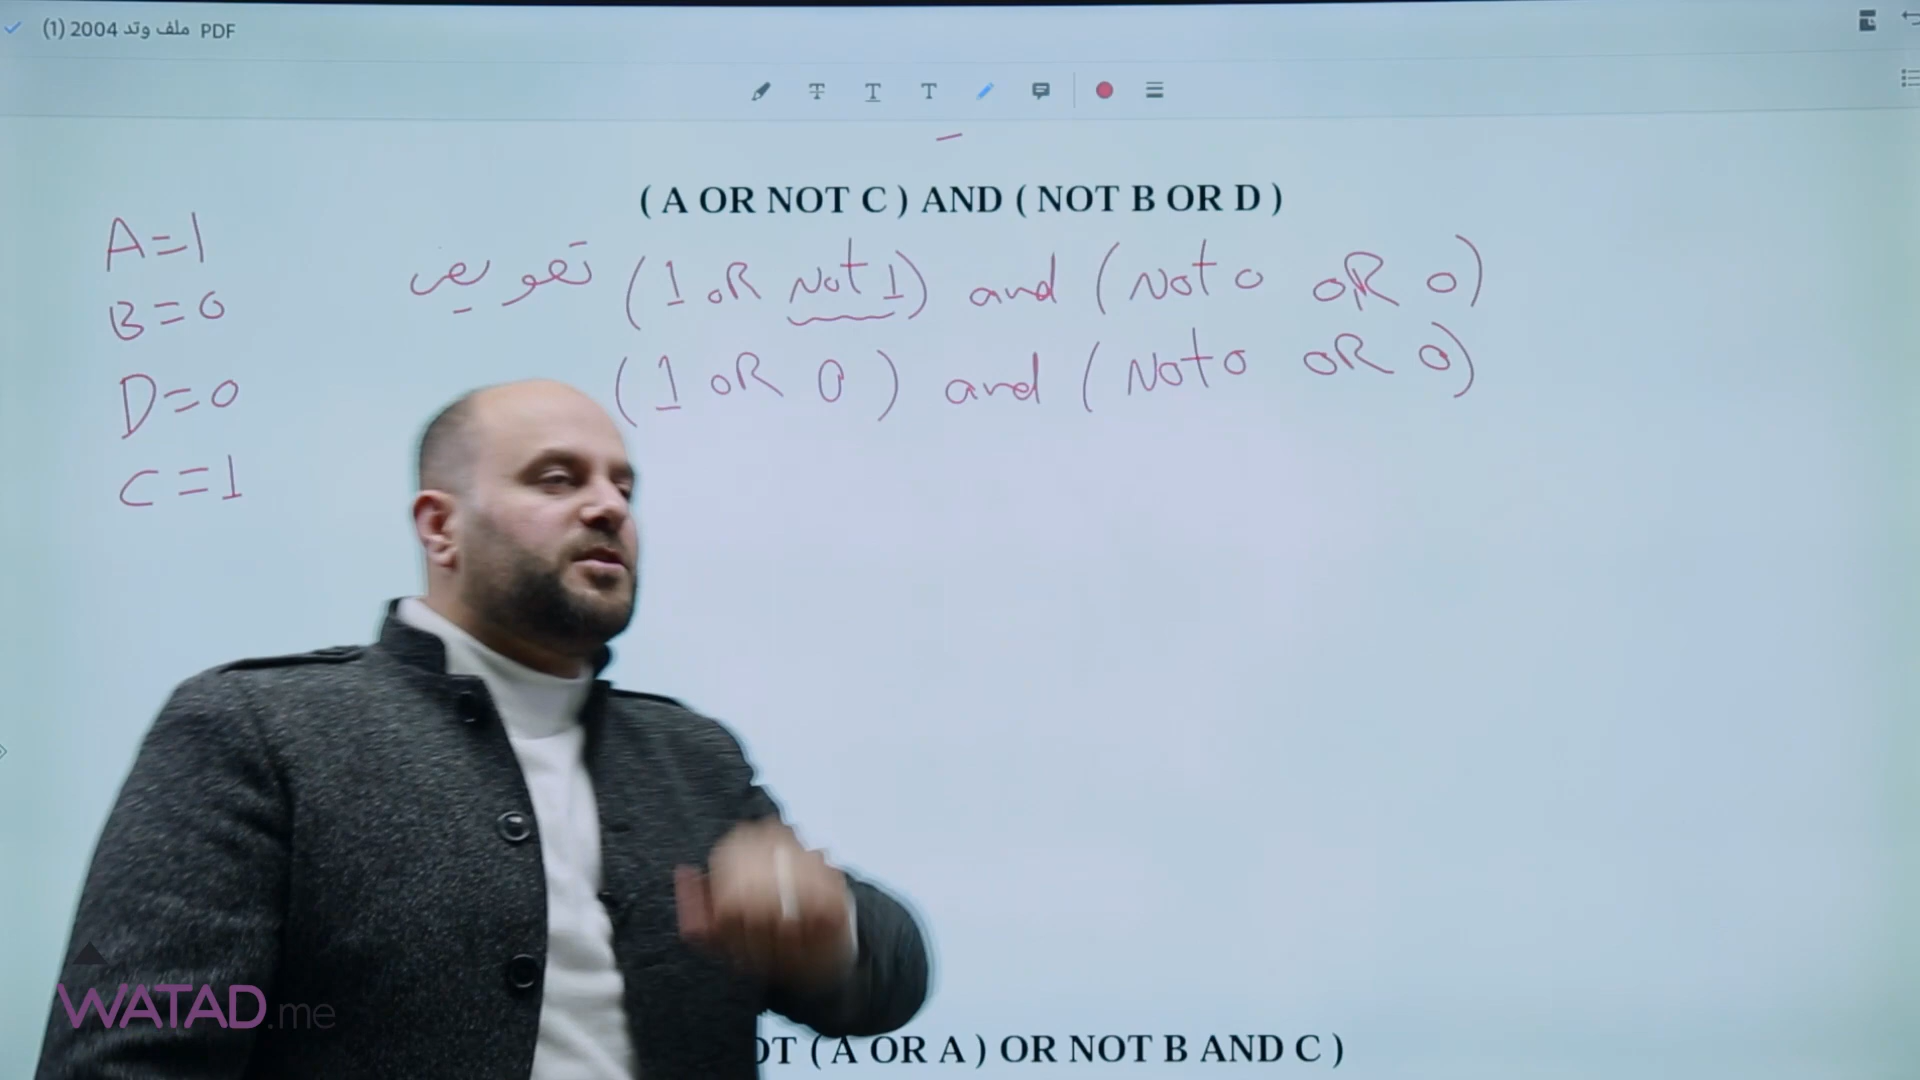 ملف وتد 2004 (1) PDF
( A OR NOT C ) AND ( NOT B OR D )
A=1
B=0
D=0
C=1
تعويض (1 OR Not 1) and (Not 0 OR 0)
(1 OR 0) and (Not 0 OR 0)
( A OR A ) OR NOT B AND C )
WATAD.me